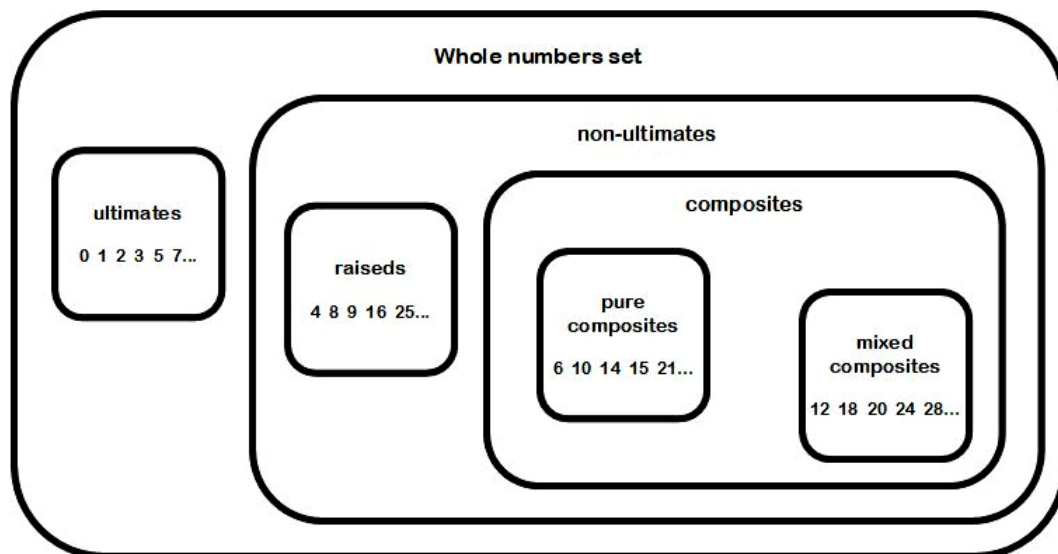 Whole numbers set
non-ultimates
ultimates
0 1 2 3 5 7...
raiseds
4 8 9 16 25...
composites
pure
composites
6 10 14 15 21...
mixed
composites
12 18 20 24 28...